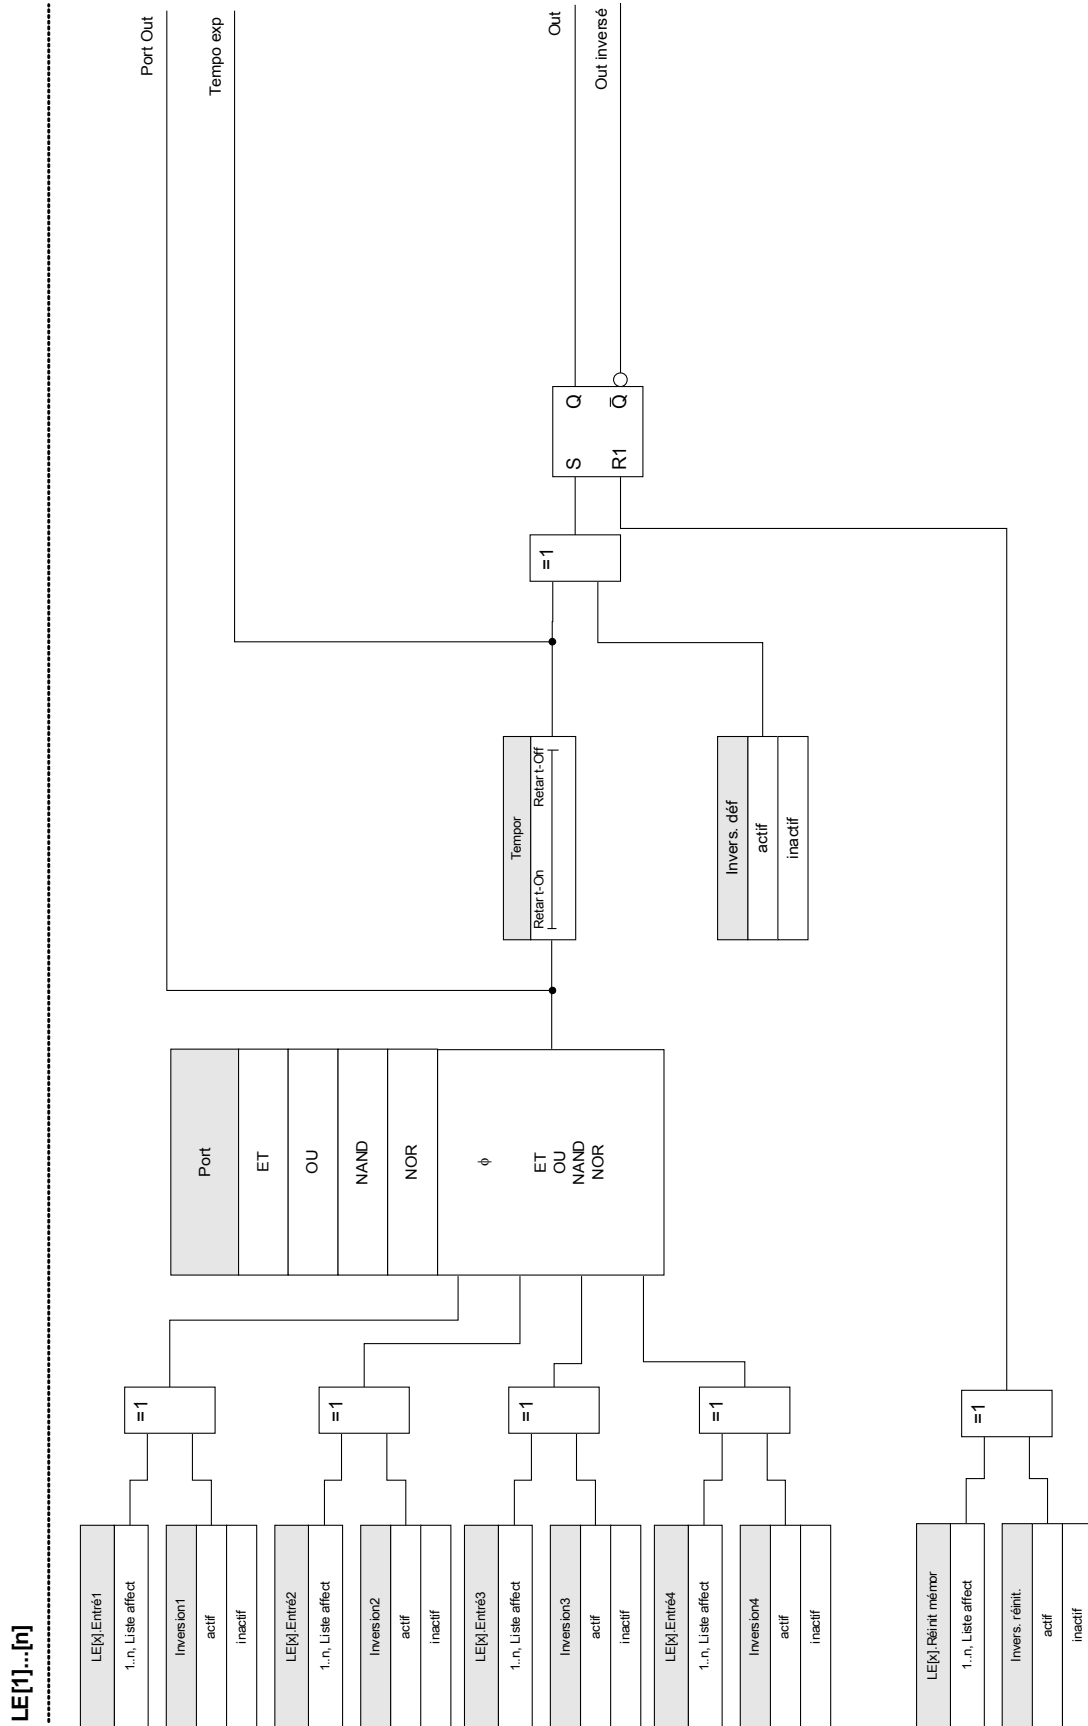 LE[1]...[n]
LE[x].Entré1
1..n, Liste affect
Inversion1
actif
inactif
LE[x].Entré2
1..n, Liste affect
Inversion2
actif
inactif
LE[x].Entré3
1..n, Liste affect
Inversion3
actif
inactif
LE[x].Entré4
1..n, Liste affect
Inversion4
actif
inactif
LE[x].Réinit mémor
1..n, Liste affect
Invers. réinit.
actif
inactif
=1
=1
=1
=1
=1
Port
ET
OU
NAND
NOR
ϕ
ET
OU
NAND
NOR
Tempor
Retart-On
Retart-Off
Invers. déf
actif
inactif
=1
S
Q
R1
Q̅
Port Out
Tempo exp
Out
Out inversé